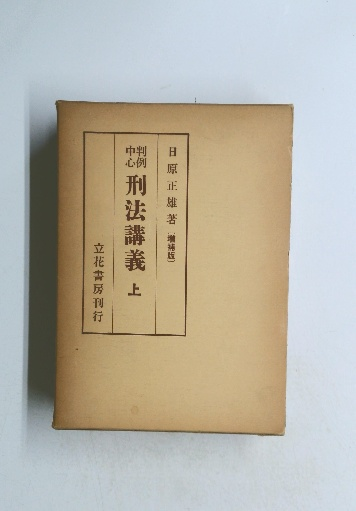 日原正雄著〔増補版〕
判例中心 刑法講義 上
立花書房刊行